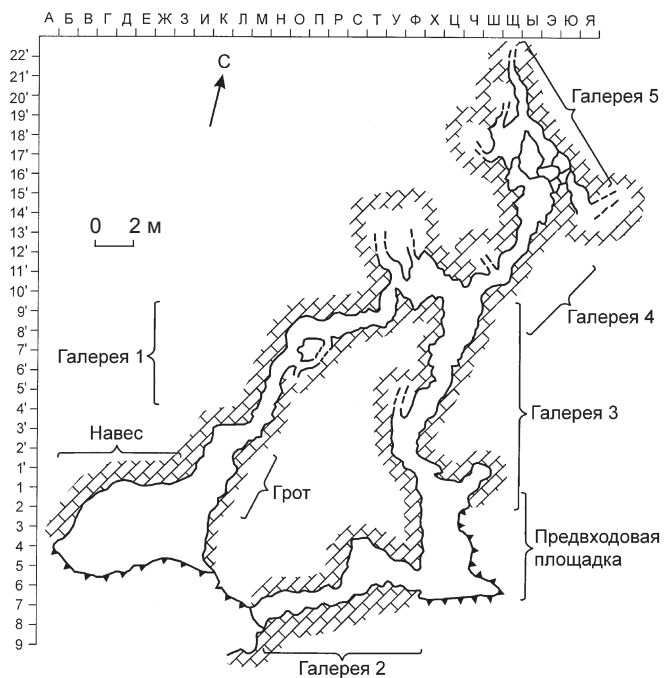 А Б В Г Д Е Ж З И К Л М Н О П Р С Т У Ф Х Ц Ч Ш Щ Ы Э Ю Я
22'
21'
20'
19'
18'
17'
16'
15'
14'
13'
12'
11'
10'
9'
8'
7'
6'
5'
4'
3'
2'
1'
1
2
3
4
5
6
7
8
9
С
Галерея 5
0 2 м
Галерея 4
Галерея 1
Галерея 3
Навес
Грот
Предвходовая
площадка
Галерея 2